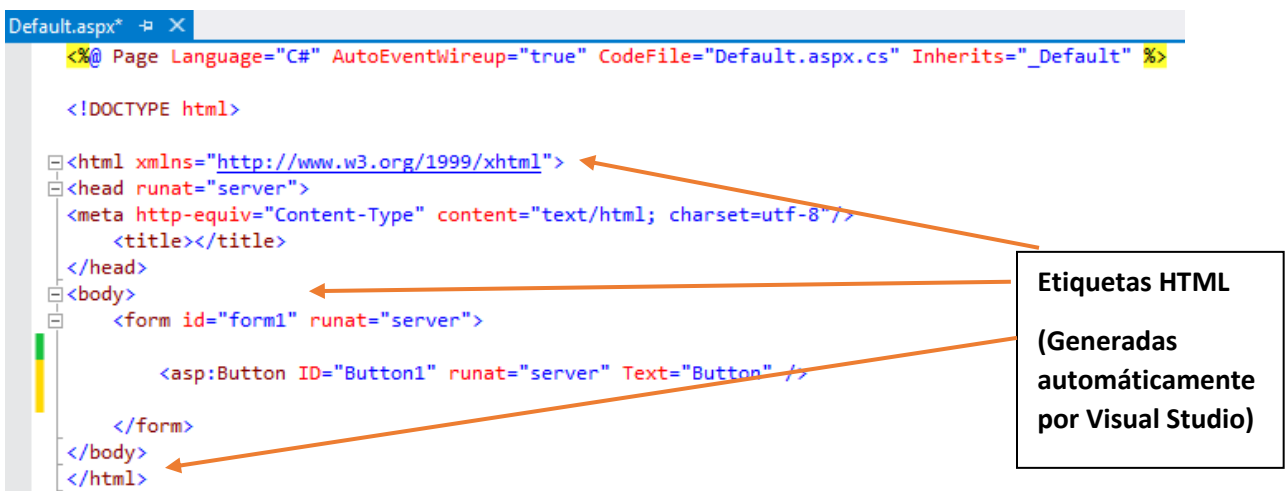 Default.aspx*
<%@ Page Language="C#" AutoEventWireup="true" CodeFile="Default.aspx.cs" Inherits="_Default" %>
<!DOCTYPE html>
<html xmlns="http://www.w3.org/1999/xhtml">
<head runat="server">
<meta http-equiv="Content-Type" content="text/html; charset=utf-8"/>
<title></title>
</head>
<body>
<form id="form1" runat="server">
<asp:Button ID="Button1" runat="server" Text="Button" />
</form>
</body>
</html>
Etiquetas HTML
(Generadas
automáticamente
por Visual Studio)